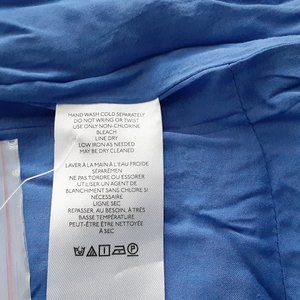 HAND WASH COLD SEPARATELY
DO NOT WRING OR TWIST
USE ONLY NON-CHLORINE
BLEACH
LINE DRY
LOW IRON AS NEEDED
MAY BE DRY CLEANED
LAVER À LA MAIN À L'EAU FROIDE
SÉPARÉMEN
NE PAS TORDRE OU ESSORER
UTILISER UN AGENT DE
BLANCHIMENT SANS CHLORE SI
NÉCESSAIRE
LIGNE SEC
REPASSER, AU BESOIN, À TRÈS
BASSE TEMPÉRATURE.
PEUT-ÊTRE ÊTRE NETTOYÉE
À SEC